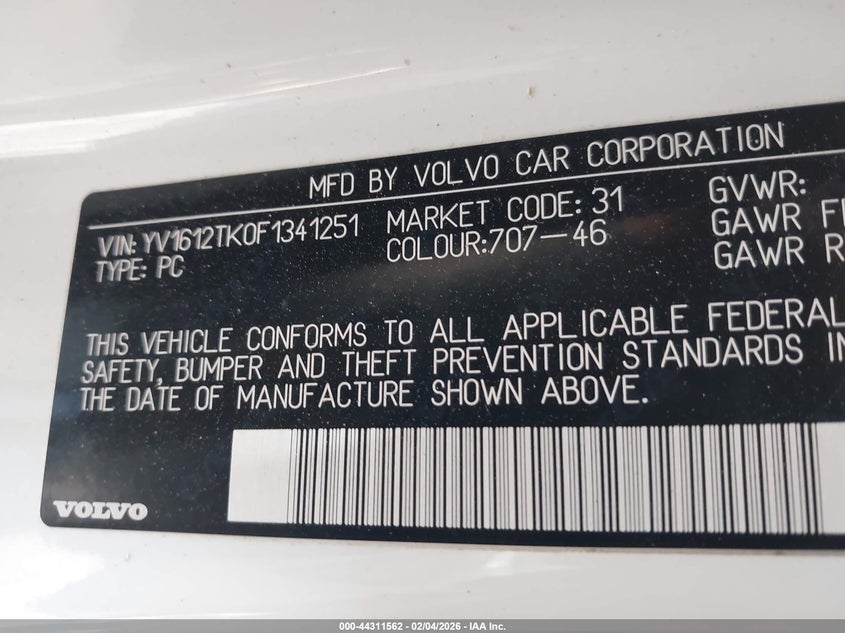 MFD BY VOLVO CAR CORPORATION
VIN: YV1612TK0F1341251 MARKET CODE: 31 GVWR:
TYPE: PC COLOUR:707-46 GAWR F
GAWR R
THIS VEHICLE CONFORMS TO ALL APPLICABLE FEDERAL
SAFETY, BUMPER AND THEFT PREVENTION STANDARDS IN
THE DATE OF MANUFACTURE SHOWN ABOVE.
VOLVO
000-44311562 - 02/04/2026 - IAA Inc.